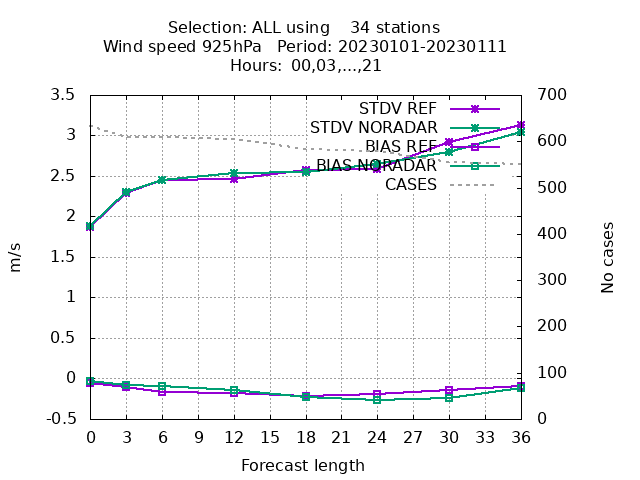 Selection: ALL using    34 stations
Wind speed 925hPa   Period: 20230101-20230111
Hours:  00,03,...,21
3.5
3
2.5
2
1.5
1
0.5
0
-0.5
m/s
STDV REF
STDV NORADAR
BIAS REF
BIAS NORADAR
CASES
700
600
500
400
300
200
100
0
No cases
0 3 6 9 12 15 18 21 24 27 30 33 36
Forecast length